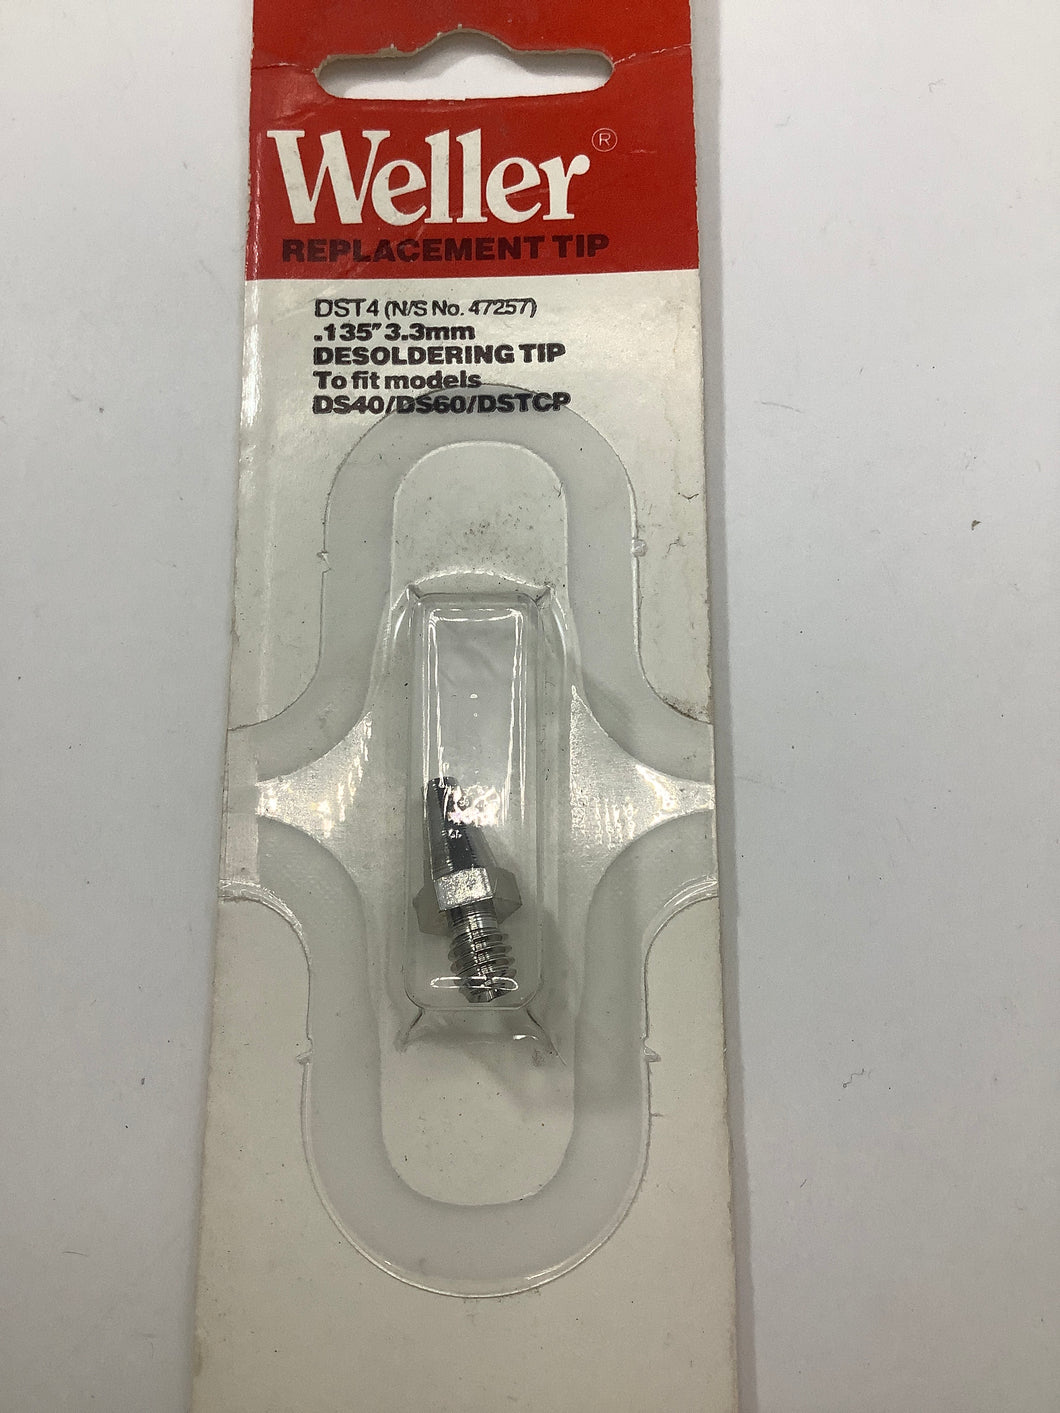 Weller®
REPLACEMENT TIP
DST4 (N/S No. 47257)
.135" 3.3mm
DESOLDERING TIP
To fit models
DS40/DS60/DSTCP